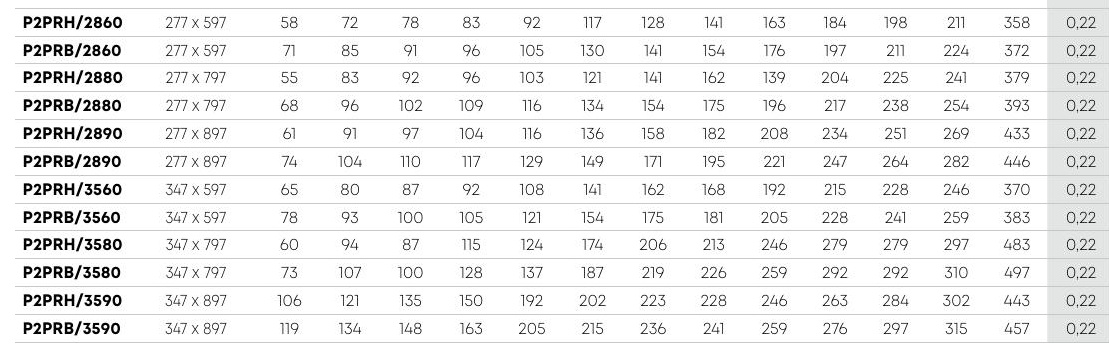 P2PRH/2860 277 x 597 58 72 78 83 92 117 128 141 163 184 198 211 358 0,22
P2PRB/2860 277 x 597 71 85 91 96 105 130 141 154 176 197 211 224 372 0,22
P2PRH/2880 277 x 797 55 83 92 96 103 121 141 162 139 204 225 241 379 0,22
P2PRB/2880 277 x 797 68 96 102 109 116 134 154 175 196 217 238 254 393 0,22
P2PRH/2890 277 x 897 61 91 97 104 116 136 158 182 208 234 251 269 433 0,22
P2PRB/2890 277 x 897 74 104 110 117 129 149 171 195 221 247 264 282 446 0,22
P2PRH/3560 347 x 597 65 80 87 92 108 141 162 168 192 215 228 246 370 0,22
P2PRB/3560 347 x 597 78 93 100 105 121 154 175 181 205 228 241 259 383 0,22
P2PRH/3580 347 x 797 60 94 87 115 124 174 206 213 246 279 279 297 483 0,22
P2PRB/3580 347 x 797 73 107 100 128 137 187 219 226 259 292 292 310 497 0,22
P2PRH/3590 347 x 897 106 121 135 150 192 202 223 228 246 263 284 302 443 0,22
P2PRB/3590 347 x 897 119 134 148 163 205 215 236 241 259 276 297 315 457 0,22